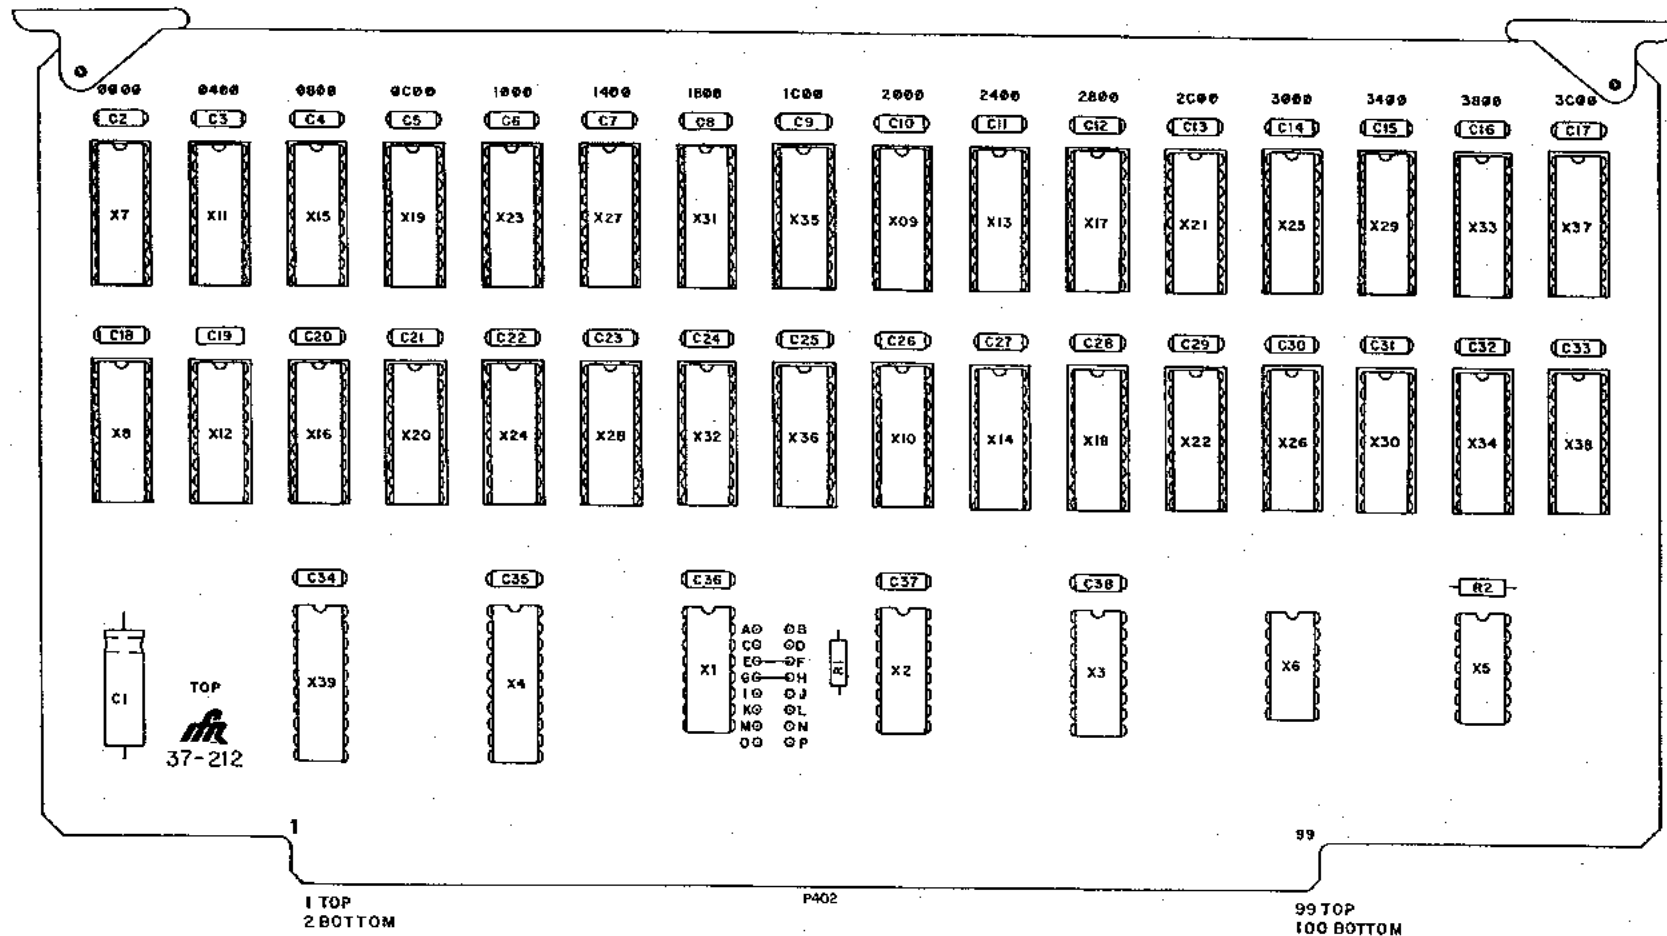 0000 0400 0800 0C00 1000 1400 1800 1C00 2000 2400 2800 2C00 3000 3400 3800 3C00
C2 C3 C4 C5 C6 C7 C8 C9 C10 C11 C12 C13 C14 C15 C16 C17
X7 X11 X15 X19 X23 X27 X31 X35 X09 X13 X17 X21 X25 X29 X33 X37
C18 C19 C20 C21 C22 C23 C24 C25 C26 C27 C28 C29 C30 C31 C32 C33
X8 X12 X16 X20 X24 X28 X32 X36 X10 X14 X18 X22 X26 X30 X34 X38
C34 C35 C36 C37 C38 R2
A B
C D
E F
G H
I J
K L
M N
O P
C1 X39 X4 X1 R1 X2 X3 X6 X5
TOP
37-212
1 99
1 TOP
2 BOTTOM
P402
99 TOP
100 BOTTOM